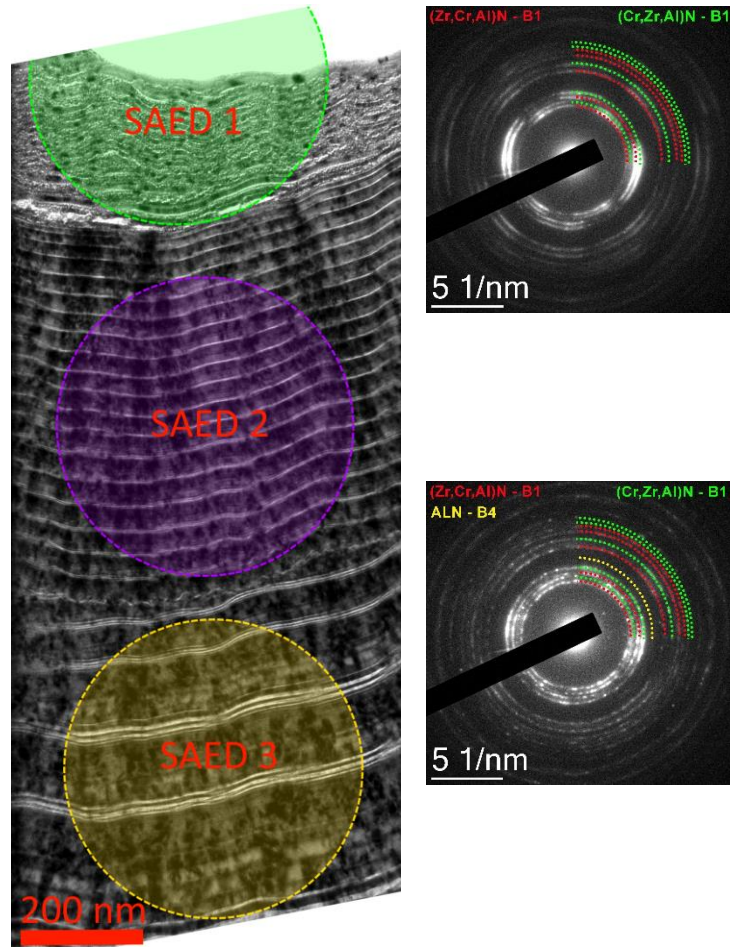 SAED 1
SAED 2
SAED 3
200 nm
(Zr,Cr,Al)N - B1 (Cr,Zr,Al)N - B1
5 1/nm
(Zr,Cr,Al)N - B1 (Cr,Zr,Al)N - B1
ALN - B4
5 1/nm